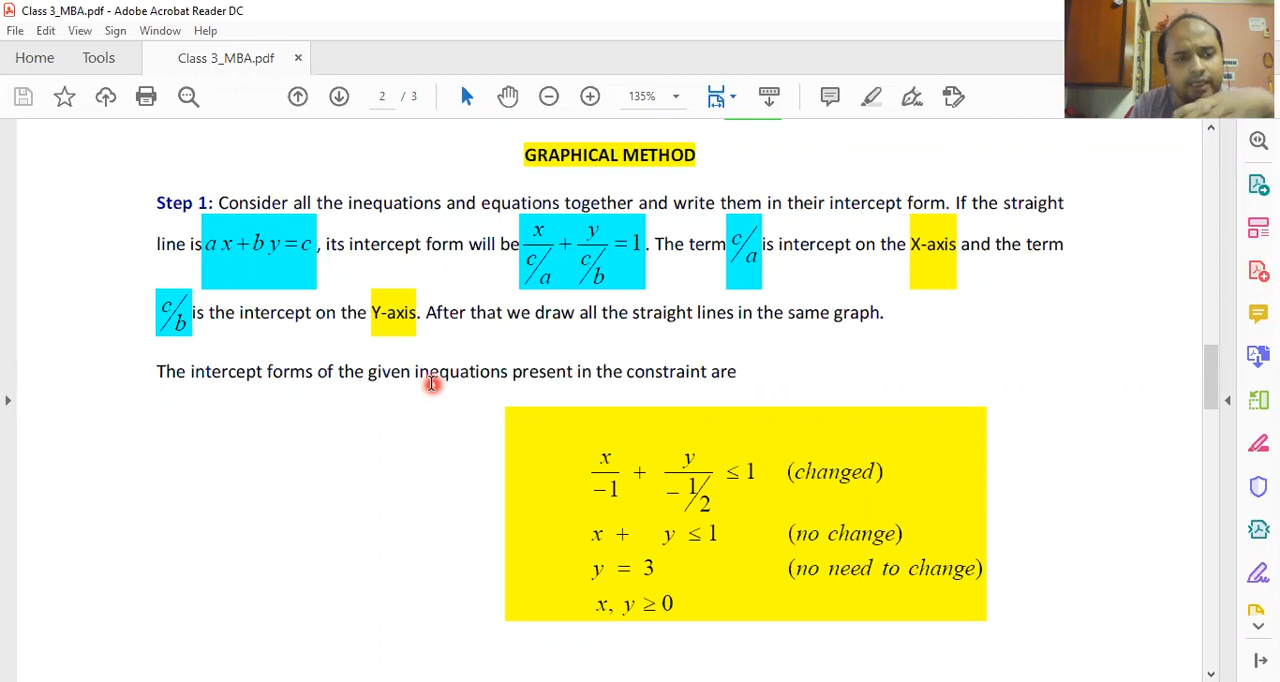 Class 3_MBA.pdf - Adobe Acrobat Reader DC
File Edit View Sign Window Help
Home Tools Class 3_MBA.pdf ×
2 / 3 135%
GRAPHICAL METHOD
Step 1: Consider all the inequations and equations together and write them in their intercept form. If the straight
line is a x + b y = c , its intercept form will be x/(c/a) + y/(c/b) = 1 . The term c/a is intercept on the X-axis and the term
c/b is the intercept on the Y-axis. After that we draw all the straight lines in the same graph.
The intercept forms of the given inequations present in the constraint are
x/-1 + y/(-1/2) ≤ 1 (changed)
x + y ≤ 1 (no change)
y = 3 (no need to change)
x, y ≥ 0